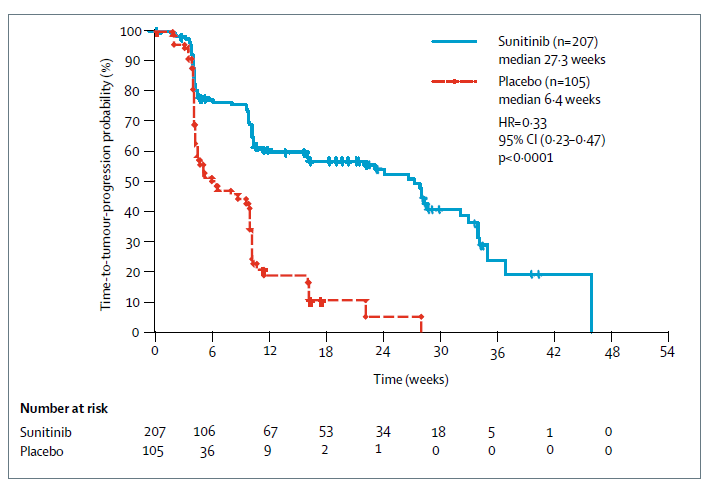 Time-to-tumour-progression probability (%)
100
90
80
70
60
50
40
30
20
10
0
0 6 12 18 24 30 36 42 48 54
Time (weeks)
Sunitinib (n=207)
median 27·3 weeks
Placebo (n=105)
median 6·4 weeks
HR=0·33
95% CI (0·23–0·47)
p<0·0001
Number at risk
Sunitinib 207 106 67 53 34 18 5 1 0
Placebo 105 36 9 2 1 0 0 0 0